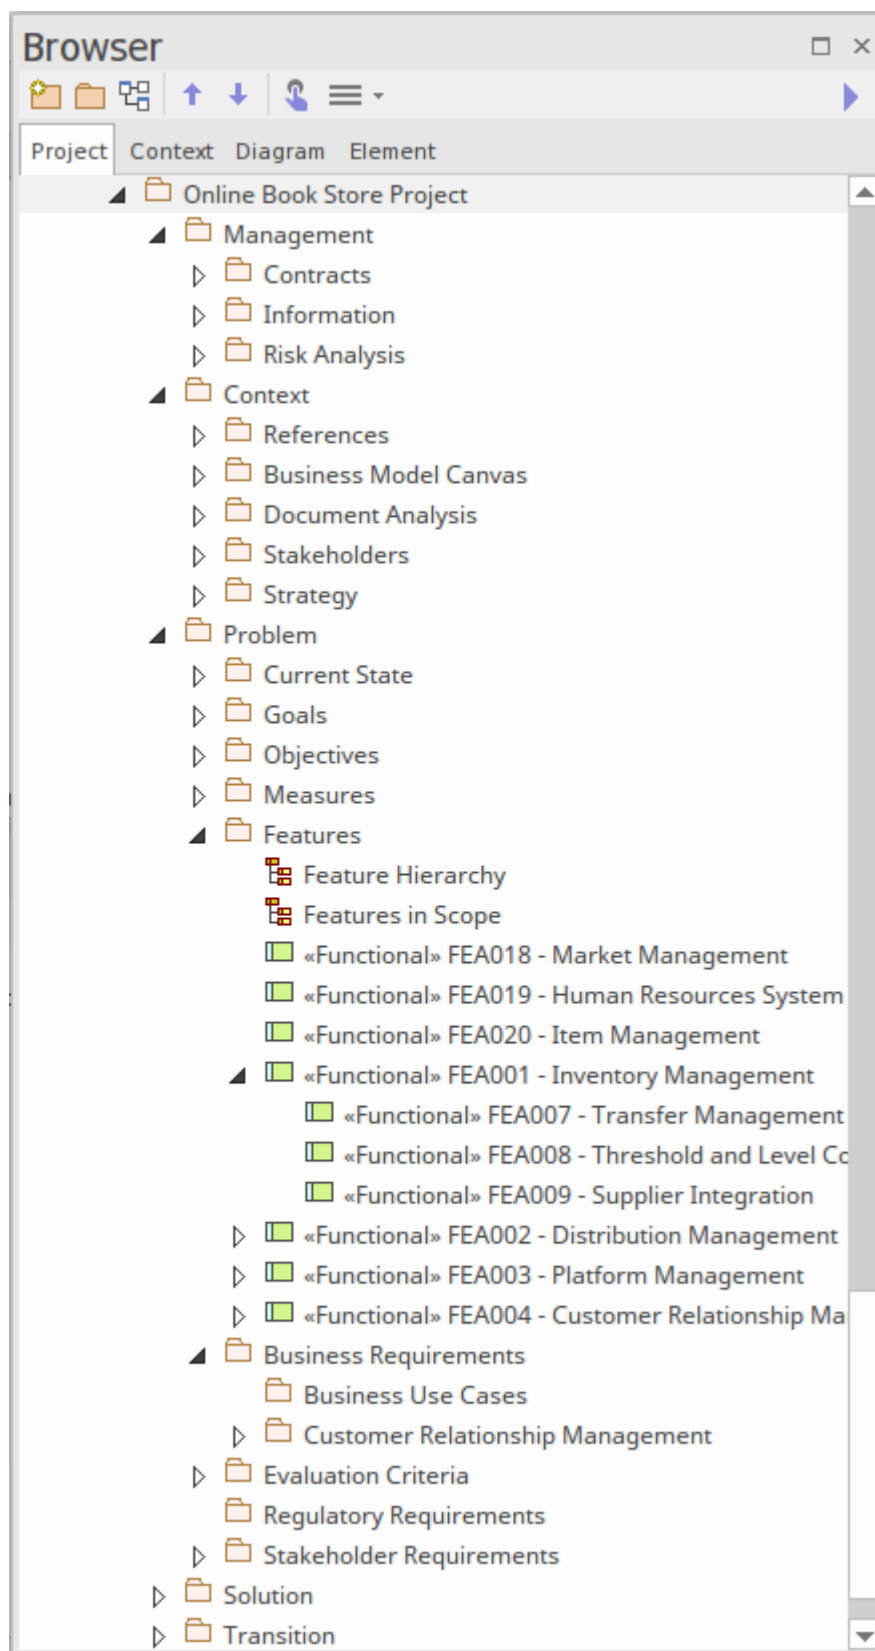 Browser
Project Context Diagram Element
Online Book Store Project
Management
Contracts
Information
Risk Analysis
Context
References
Business Model Canvas
Document Analysis
Stakeholders
Strategy
Problem
Current State
Goals
Objectives
Measures
Features
Feature Hierarchy
Features in Scope
«Functional» FEA018 - Market Management
«Functional» FEA019 - Human Resources System
«Functional» FEA020 - Item Management
«Functional» FEA001 - Inventory Management
«Functional» FEA007 - Transfer Management
«Functional» FEA008 - Threshold and Level Co
«Functional» FEA009 - Supplier Integration
«Functional» FEA002 - Distribution Management
«Functional» FEA003 - Platform Management
«Functional» FEA004 - Customer Relationship Ma
Business Requirements
Business Use Cases
Customer Relationship Management
Evaluation Criteria
Regulatory Requirements
Stakeholder Requirements
Solution
Transition